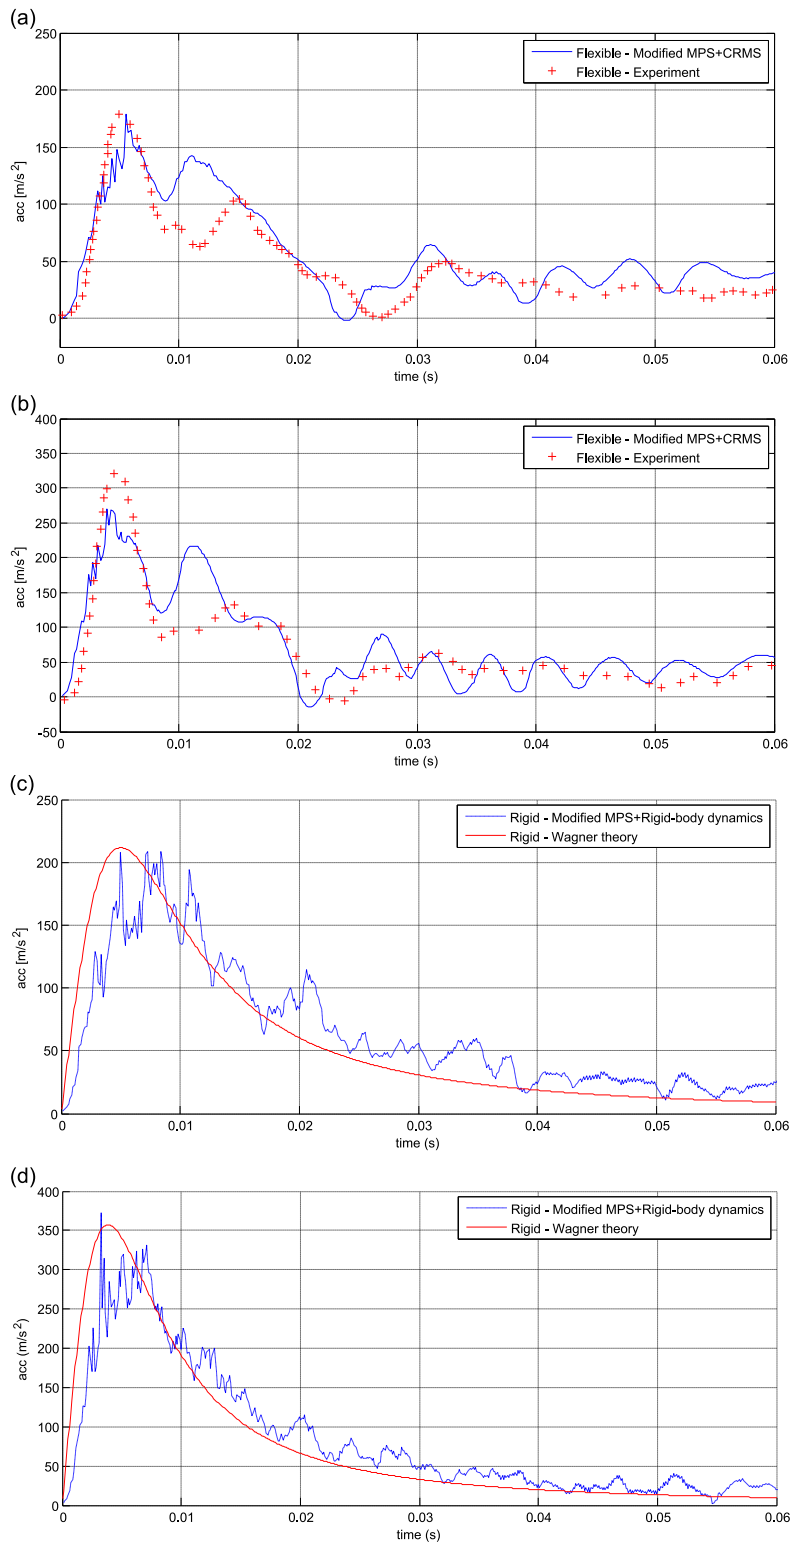 (a)
250
200
150
100
50
0
acc [m/s²]
Flexible - Modified MPS+CRMS
Flexible - Experiment
0 0.01 0.02 0.03 0.04 0.05 0.06
time (s)
(b)
400
350
300
250
200
150
100
50
0
-50
acc [m/s²]
Flexible - Modified MPS+CRMS
Flexible - Experiment
0 0.01 0.02 0.03 0.04 0.05 0.06
time (s)
(c)
250
200
150
100
50
0
acc [m/s²]
Rigid - Modified MPS+Rigid-body dynamics
Rigid - Wagner theory
0 0.01 0.02 0.03 0.04 0.05 0.06
time (s)
(d)
400
350
300
250
200
150
100
50
0
acc (m/s²)
Rigid - Modified MPS+Rigid-body dynamics
Rigid - Wagner theory
0 0.01 0.02 0.03 0.04 0.05 0.06
time (s)